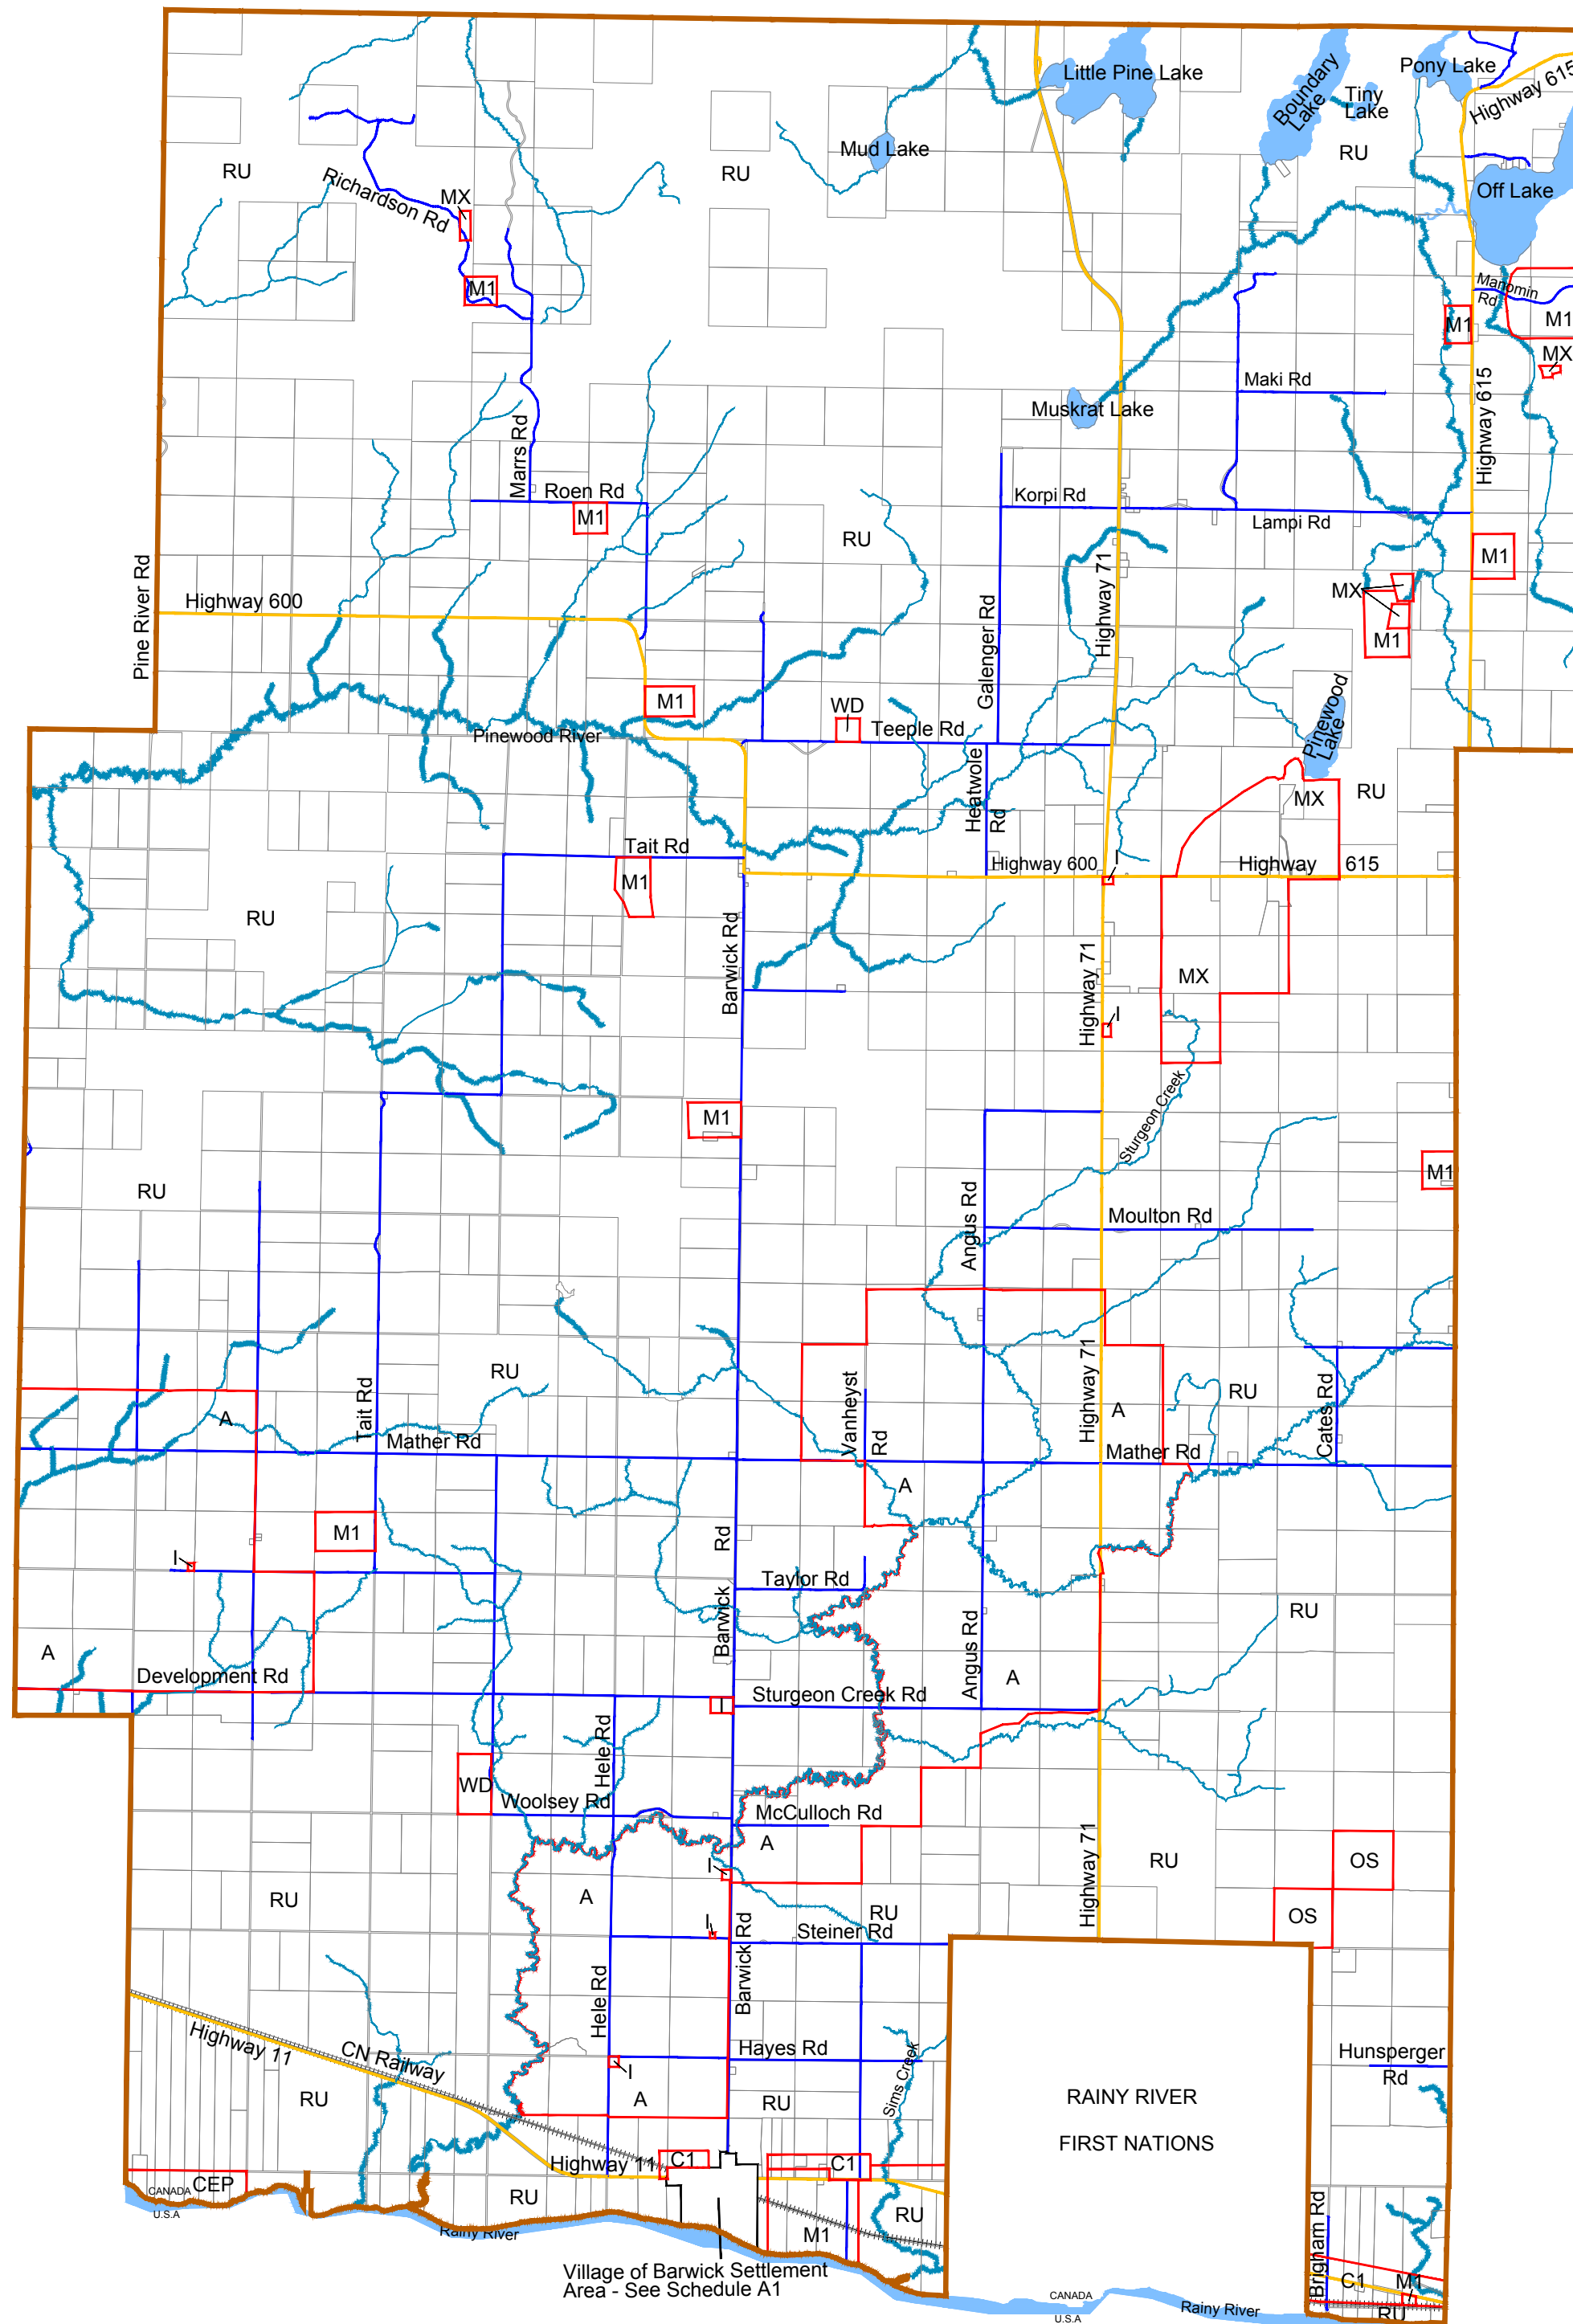 Little Pine Lake
Boundary
Lake
Tiny
Lake
Pony Lake
Highway 615
Mud Lake
RU
RU
RU
Richardson Rd
MX
Off Lake
M1
Manomin
Rd
M1
M1
MX
Maki Rd
Muskrat Lake
Highway 615
Marrs Rd
Roen Rd
M1
Korpi Rd
Lampi Rd
RU
M1
Pine River Rd
Highway 600
Galenger Rd
Highway 71
MX
M1
M1
WD
Teeple Rd
Pinewood River
Pinewood
Lake
Heatwole
Rd
MX
RU
Tait Rd
Highway 600
I
Highway
615
M1
RU
Barwick Rd
Highway 71
MX
I
Sturgeon Creek
M1
M1
RU
Angus Rd
Moulton Rd
RU
Tait Rd
A
Mather Rd
Vanheyst
Rd
Highway 71
A
RU
Cates Rd
Mather Rd
A
M1
Rd
I
Taylor Rd
Barwick
RU
A
Development Rd
Angus Rd
A
I
Sturgeon Creek Rd
Hele Rd
WD
Woolsey Rd
McCulloch Rd
A
Highway 71
RU
OS
I
RU
A
RU
OS
I
Steiner Rd
Barwick Rd
Hele Rd
Highway 11
CN Railway
Hayes Rd
Sims Creek
Hunsperger
Rd
I
A
RU
RU
RAINY RIVER
FIRST NATIONS
Highway 11
C1
C1
CEP
CANADA
U.S.A
RU
RU
M1
Rainy River
Village of Barwick Settlement
Area - See Schedule A1
Brigham Rd
C1
M1
RU
CANADA
U.S.A
Rainy River